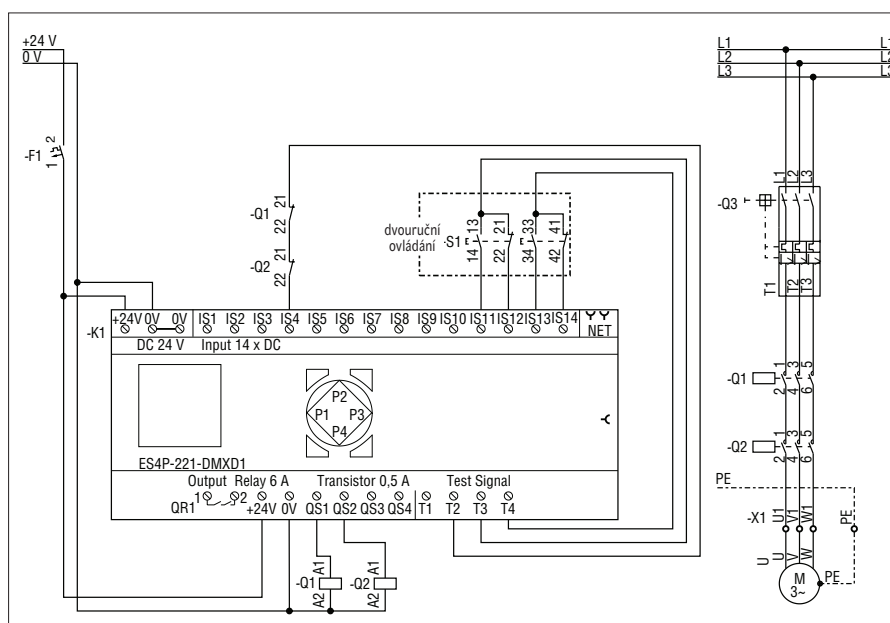 +24 V
0 V
L1 L1
L2 L2
L3 L3
-F1 1 2
-Q1 21 22
-Q2 21 22
dvouruční
ovládání
-S1 13 14 21 22 33 34 41 42
-Q3 L1 L2 L3
T1 T2 T3
-K1 +24V 0V 0V IS1 IS2 IS3 IS4 IS5 IS6 IS7 IS8 IS9 IS10 IS11 IS12 IS13 IS14 NET
DC 24 V Input 14 x DC
P2
P1 P3
P4
ES4P-221-DMXD1
Output Relay 6 A Transistor 0,5 A Test Signal
QR1 1 2 +24V 0V QS1 QS2 QS3 QS4 T1 T2 T3 T4
-Q1 A1 A2
-Q2 A1 A2
-Q1 1 2 3 4 5 6
-Q2 1 2 3 4 5 6
PE
-X1 U1 V1 W1 PE
U U V W
M
3~
PE